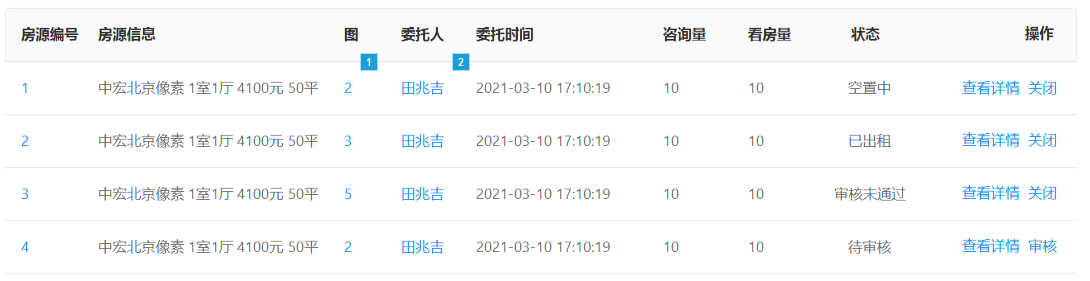 房源编号 房源信息 图 委托人 委托时间 咨询量 看房量 状态 操作
1 2
1 中宏北京像素 1室1厅 4100元 50平 2 田兆吉 2021-03-10 17:10:19 10 10 空置中 查看详情 关闭
2 中宏北京像素 1室1厅 4100元 50平 3 田兆吉 2021-03-10 17:10:19 10 10 已出租 查看详情 关闭
3 中宏北京像素 1室1厅 4100元 50平 5 田兆吉 2021-03-10 17:10:19 10 10 审核未通过 查看详情 关闭
4 中宏北京像素 1室1厅 4100元 50平 2 田兆吉 2021-03-10 17:10:19 10 10 待审核 查看详情 审核